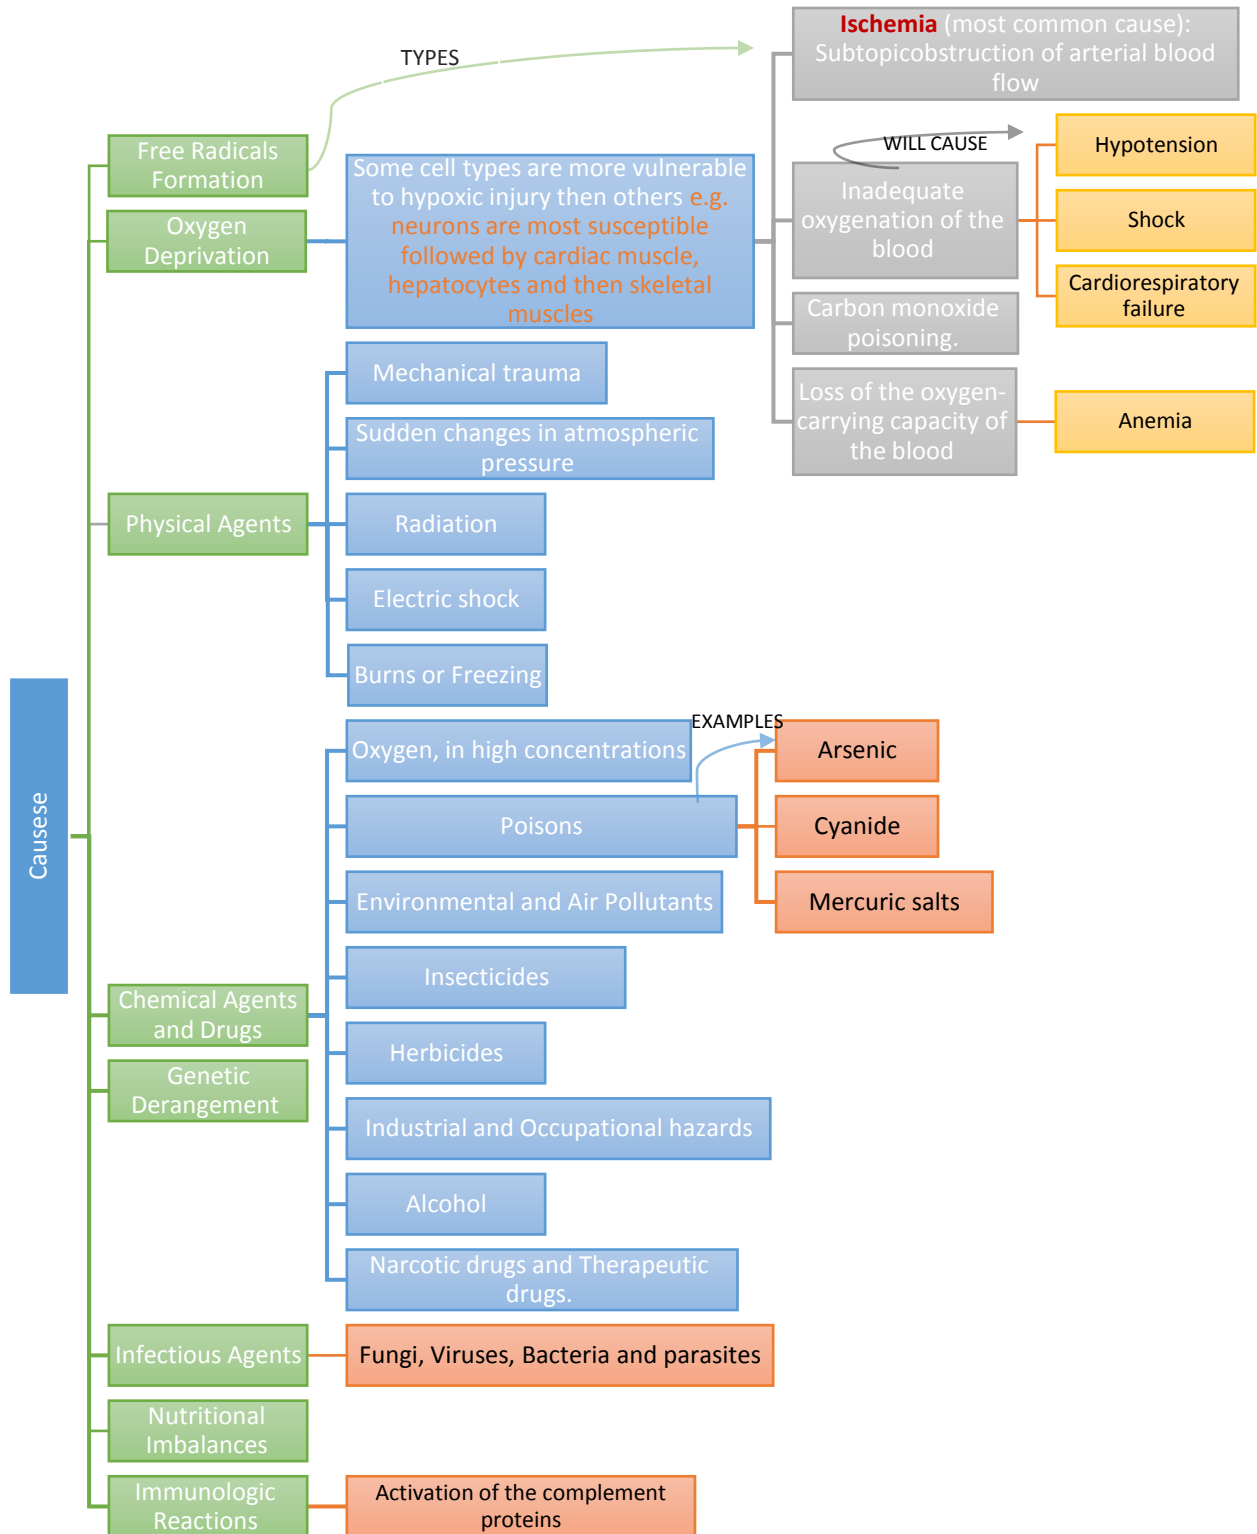 TYPES
Ischemia (most common cause):
Subtopicobstruction of arterial blood
flow
Free Radicals
Formation
Oxygen
Deprivation
Some cell types are more vulnerable
to hypoxic injury then others e.g.
neurons are most susceptible
followed by cardiac muscle,
hepatocytes and then skeletal
muscles
WILL CAUSE
Inadequate
oxygenation of the
blood
Hypotension
Shock
Cardiorespiratory
failure
Carbon monoxide
poisoning.
Loss of the oxygen-
carrying capacity of
the blood
Anemia
Physical Agents
Mechanical trauma
Sudden changes in atmospheric
pressure
Radiation
Electric shock
Burns or Freezing
Causese
Chemical Agents
and Drugs
Oxygen, in high concentrations
Poisons
EXAMPLES
Arsenic
Cyanide
Mercuric salts
Environmental and Air Pollutants
Insecticides
Herbicides
Industrial and Occupational hazards
Alcohol
Narcotic drugs and Therapeutic
drugs.
Genetic
Derangement
Infectious Agents
Fungi, Viruses, Bacteria and parasites
Nutritional
Imbalances
Immunologic
Reactions
Activation of the complement
proteins